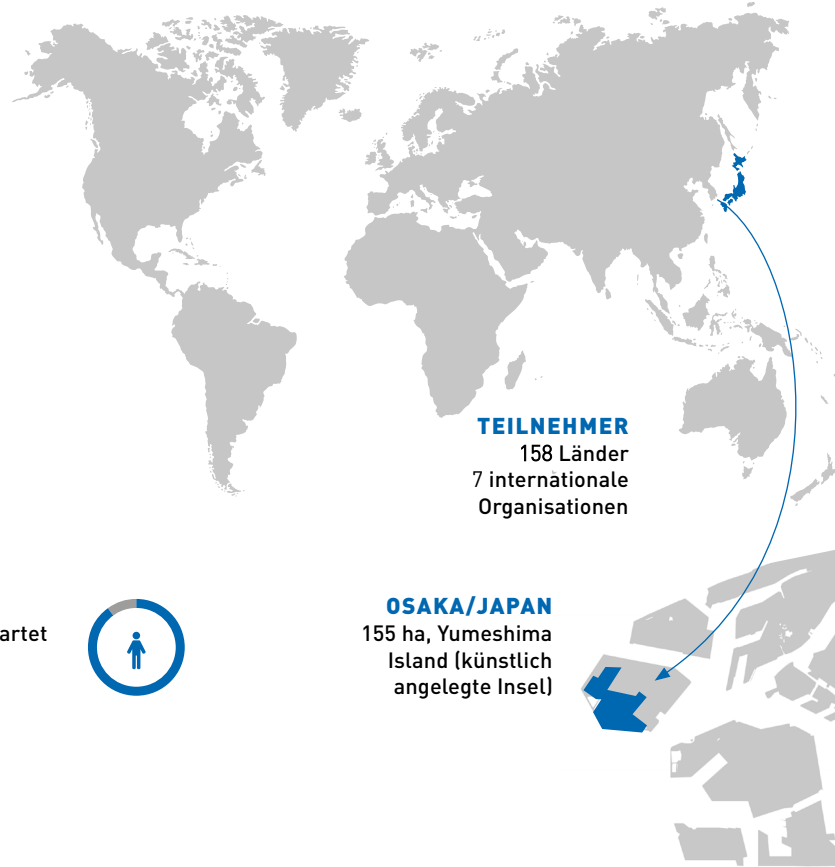 TEILNEHMER
158 Länder
7 internationale
Organisationen
artet
OSAKA/JAPAN
155 ha, Yumeshima
Island (künstlich
angelegte Insel)